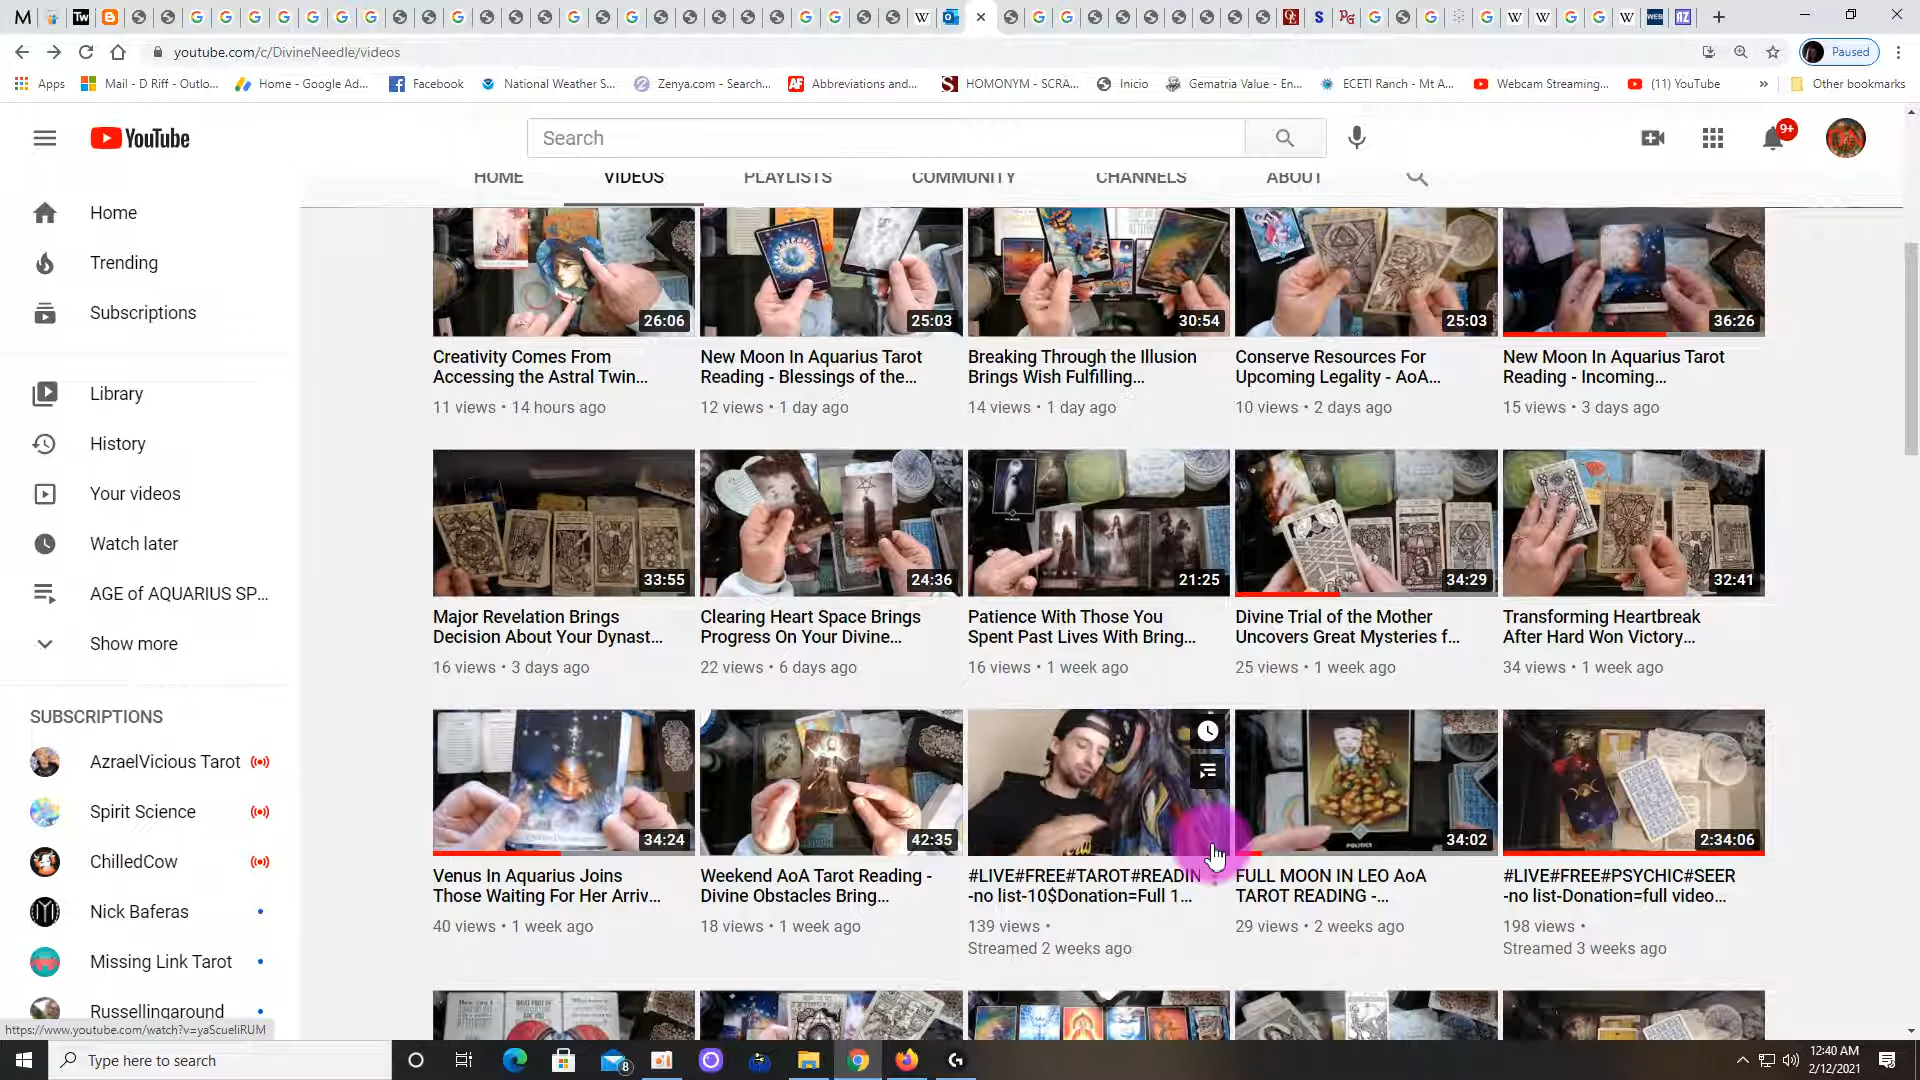 youtube.com/c/DivineNeedle/videos
Paused
Apps
Mail - D Riff - Outlo...
Home - Google Ad...
Facebook
National Weather S...
Zenya.com - Search...
Abbreviations and...
HOMONYM - SCRA...
Inicio
Gematria Value - En...
ECETI Ranch - Mt A...
Webcam Streaming...
(11) YouTube
»
Other bookmarks
YouTube
Search
9+
HOME VIDEOS PLAYLISTS COMMUNITY CHANNELS ABOUT
Home
Trending
Subscriptions
Library
History
Your videos
Watch later
AGE of AQUARIUS SP...
Show more
SUBSCRIPTIONS
AzraelVicious Tarot
Spirit Science
ChilledCow
Nick Baferas
Missing Link Tarot
Russellingaround
https://www.youtube.com/watch?v=yaScueIiRUM
26:06
Creativity Comes From
Accessing the Astral Twin...
11 views • 14 hours ago
25:03
New Moon In Aquarius Tarot
Reading - Blessings of the...
12 views • 1 day ago
30:54
Breaking Through the Illusion
Brings Wish Fulfilling...
14 views • 1 day ago
25:03
Conserve Resources For
Upcoming Legality - AoA...
10 views • 2 days ago
36:26
New Moon In Aquarius Tarot
Reading - Incoming...
15 views • 3 days ago
33:55
Major Revelation Brings
Decision About Your Dynast...
16 views • 3 days ago
24:36
Clearing Heart Space Brings
Progress On Your Divine...
22 views • 6 days ago
21:25
Patience With Those You
Spent Past Lives With Bring...
16 views • 1 week ago
34:29
Divine Trial of the Mother
Uncovers Great Mysteries f...
25 views • 1 week ago
32:41
Transforming Heartbreak
After Hard Won Victory...
34 views • 1 week ago
34:24
Venus In Aquarius Joins
Those Waiting For Her Arriv...
40 views • 1 week ago
42:35
Weekend AoA Tarot Reading -
Divine Obstacles Bring...
18 views • 1 week ago
#LIVE#FREE#TAROT#READIN
-no list-10$Donation=Full 1...
139 views •
Streamed 2 weeks ago
POLITICS
34:02
FULL MOON IN LEO AoA
TAROT READING -...
29 views • 2 weeks ago
2:34:06
#LIVE#FREE#PSYCHIC#SEER
-no list-Donation=full video...
198 views •
Streamed 3 weeks ago
Type here to search
8
12:40 AM
2/12/2021